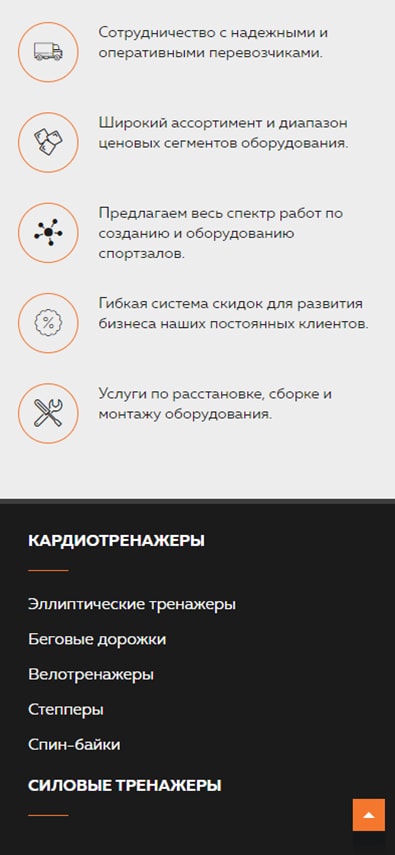 Сотрудничество с надежными и
оперативными перевозчиками.
Широкий ассортимент и диапазон
ценовых сегментов оборудования.
Предлагаем весь спектр работ по
созданию и оборудованию
спортзалов.
%
Гибкая система скидок для развития
бизнеса наших постоянных клиентов.
Услуги по расстановке, сборке и
монтажу оборудования.
КАРДИОТРЕНАЖЕРЫ
Эллиптические тренажеры
Беговые дорожки
Велотренажеры
Степперы
Спин-байки
СИЛОВЫЕ ТРЕНАЖЕРЫ